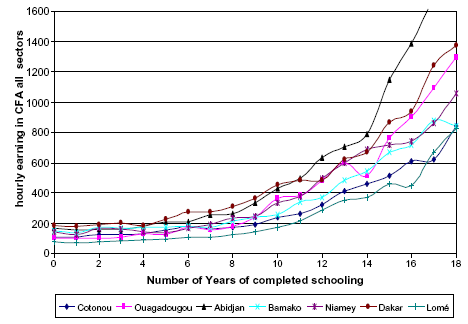 hourly earning in CFA all sectors
1600
1400
1200
1000
800
600
400
200
0
0 2 4 6 8 10 12 14 16 18
Number of Years of completed schooling
Cotonou Ouagadougou Abidjan Bamako Niamey Dakar Lomé